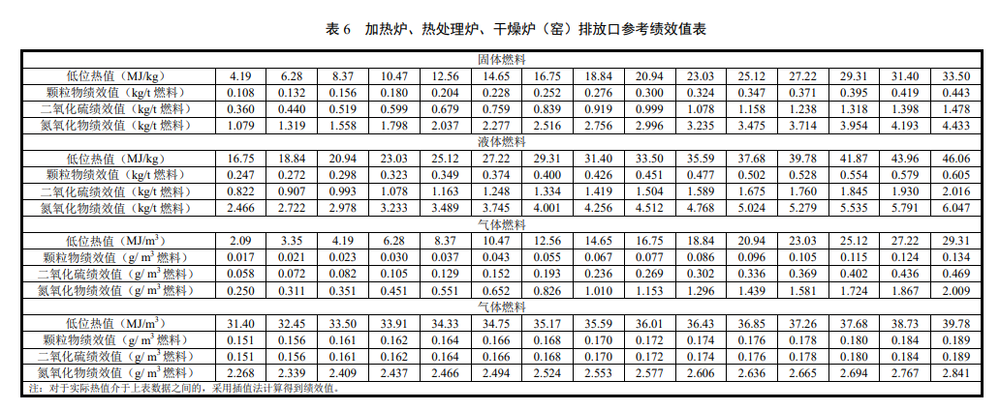 表 6 加热炉、热处理炉、干燥炉（窑）排放口参考绩效值表
固体燃料
低位热值（MJ/kg） 4.19 6.28 8.37 10.47 12.56 14.65 16.75 18.84 20.94 23.03 25.12 27.22 29.31 31.40 33.50
颗粒物绩效值（kg/t 燃料） 0.108 0.132 0.156 0.180 0.204 0.228 0.252 0.276 0.300 0.324 0.347 0.371 0.395 0.419 0.443
二氧化硫绩效值（kg/t 燃料） 0.360 0.440 0.519 0.599 0.679 0.759 0.839 0.919 0.999 1.078 1.158 1.238 1.318 1.398 1.478
氮氧化物绩效值（kg/t 燃料） 1.079 1.319 1.558 1.798 2.037 2.277 2.516 2.756 2.996 3.235 3.475 3.714 3.954 4.193 4.433
液体燃料
低位热值（MJ/kg） 16.75 18.84 20.94 23.03 25.12 27.22 29.31 31.40 33.50 35.59 37.68 39.78 41.87 43.96 46.06
颗粒物绩效值（kg/t 燃料） 0.247 0.272 0.298 0.323 0.349 0.374 0.400 0.426 0.451 0.477 0.502 0.528 0.554 0.579 0.605
二氧化硫绩效值（kg/t 燃料） 0.822 0.907 0.993 1.078 1.163 1.248 1.334 1.419 1.504 1.589 1.675 1.760 1.845 1.930 2.016
氮氧化物绩效值（kg/t 燃料） 2.466 2.722 2.978 3.233 3.489 3.745 4.001 4.256 4.512 4.768 5.024 5.279 5.535 5.791 6.047
气体燃料
低位热值（MJ/m³） 2.09 3.35 4.19 6.28 8.37 10.47 12.56 14.65 16.75 18.84 20.94 23.03 25.12 27.22 29.31
颗粒物绩效值（g/ m³燃料） 0.017 0.021 0.023 0.030 0.037 0.043 0.055 0.067 0.077 0.086 0.096 0.105 0.115 0.124 0.134
二氧化硫绩效值（g/ m³燃料） 0.058 0.072 0.082 0.105 0.129 0.152 0.193 0.236 0.269 0.302 0.336 0.369 0.402 0.436 0.469
氮氧化物绩效值（g/ m³燃料） 0.250 0.311 0.351 0.451 0.551 0.652 0.826 1.010 1.153 1.296 1.439 1.581 1.724 1.867 2.009
气体燃料
低位热值（MJ/m³） 31.40 32.45 33.50 33.91 34.33 34.75 35.17 35.59 36.01 36.43 36.85 37.26 37.68 38.73 39.78
颗粒物绩效值（g/ m³燃料） 0.151 0.156 0.161 0.162 0.164 0.166 0.168 0.170 0.172 0.174 0.176 0.178 0.180 0.184 0.189
二氧化硫绩效值（g/ m³燃料） 0.151 0.156 0.161 0.162 0.164 0.166 0.168 0.170 0.172 0.174 0.176 0.178 0.180 0.184 0.189
氮氧化物绩效值（g/ m³燃料） 2.268 2.339 2.409 2.437 2.466 2.494 2.524 2.553 2.577 2.606 2.636 2.665 2.694 2.767 2.841
注：对于实际热值介于上表数据之间的，采用插值法计算得到绩效值。